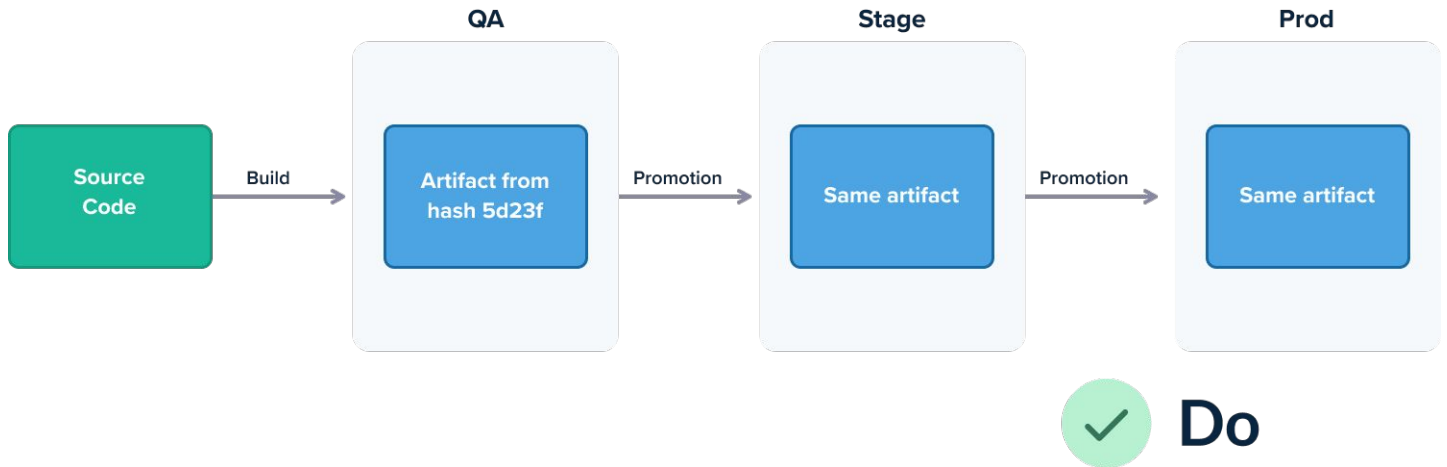 QA
Stage
Prod
Source
Code
Build
Artifact from
hash 5d23f
Promotion
Same artifact
Promotion
Same artifact
Do